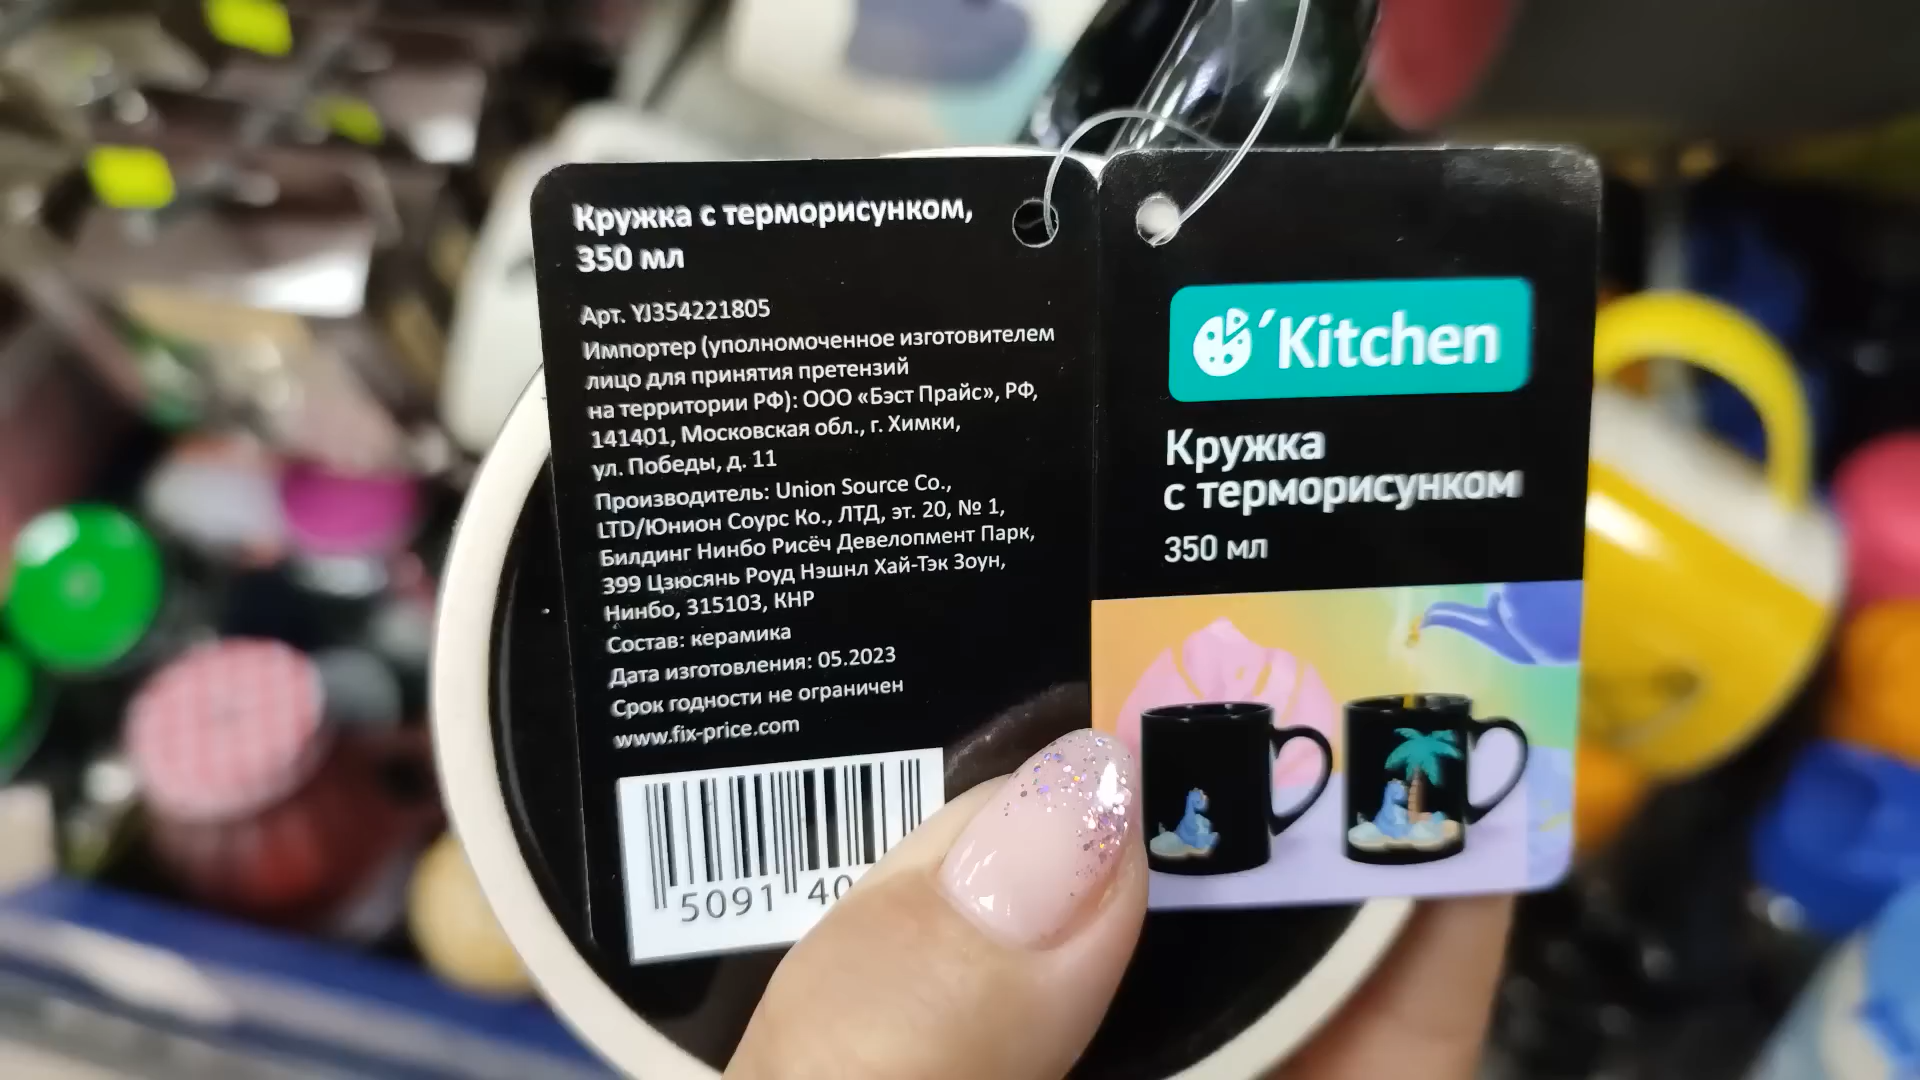 Кружка с терморисунком,
350 мл
Арт. YJ354221805
Импортер (уполномоченное изготовителем
лицо для принятия претензий
на территории РФ): ООО «Бэст Прайс», РФ,
141401, Московская обл., г. Химки,
ул. Победы, д. 11
Производитель: Union Source Co.,
LTD/Юнион Соурс Ко., ЛТД, эт. 20, № 1,
Билдинг Нинбо Рисёч Девелопмент Парк,
399 Цзюсянь Роуд Нэшнл Хай-Тэк Зоун,
Нинбо, 315103, КНР
Состав: керамика
Дата изготовления: 05.2023
Срок годности не ограничен
www.fix-price.com
5091 40
´Kitchen
Кружка
с терморисунком
350 мл